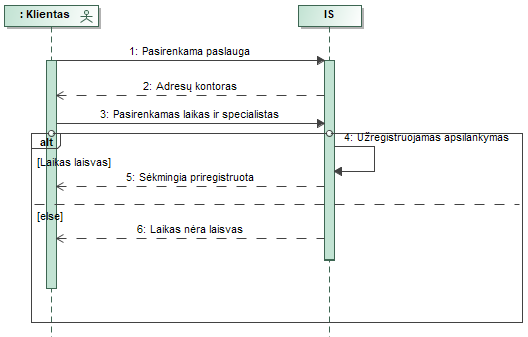 : Klientas
IS
1: Pasirenkama paslauga
2: Adresų kontoras
3: Pasirenkamas laikas ir specialistas
alt
4: Užregistruojamas apsilankymas
[Laikas laisvas]
5: Sėkmingia priregistruota
[else]
6: Laikas nėra laisvas